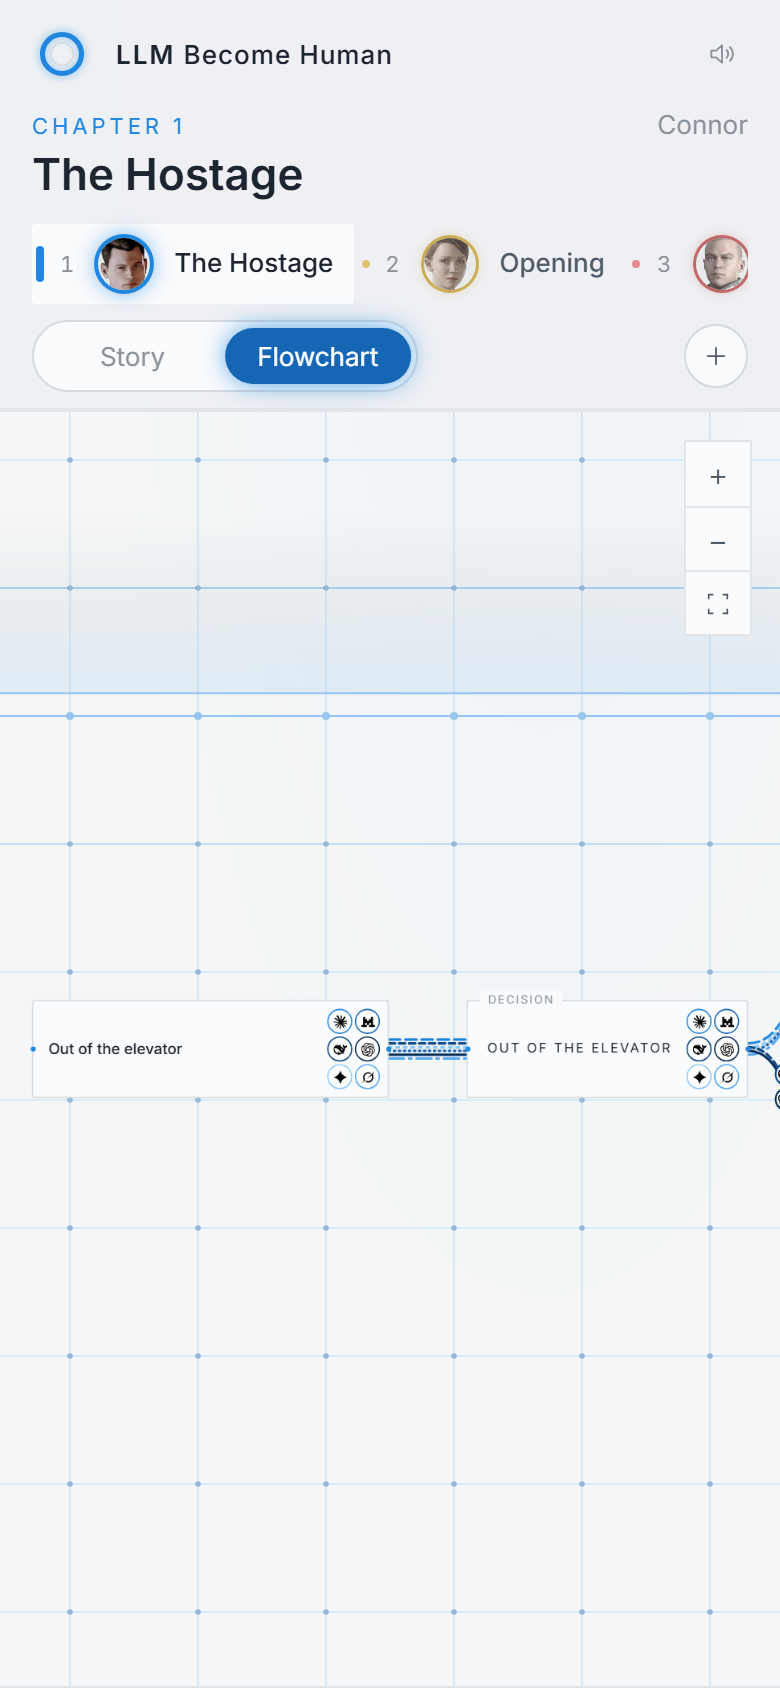 LLM Become Human
CHAPTER 1
Connor
The Hostage
1 The Hostage 2 Opening 3
Story Flowchart +
+
−
DECISION
Out of the elevator
OUT OF THE ELEVATOR